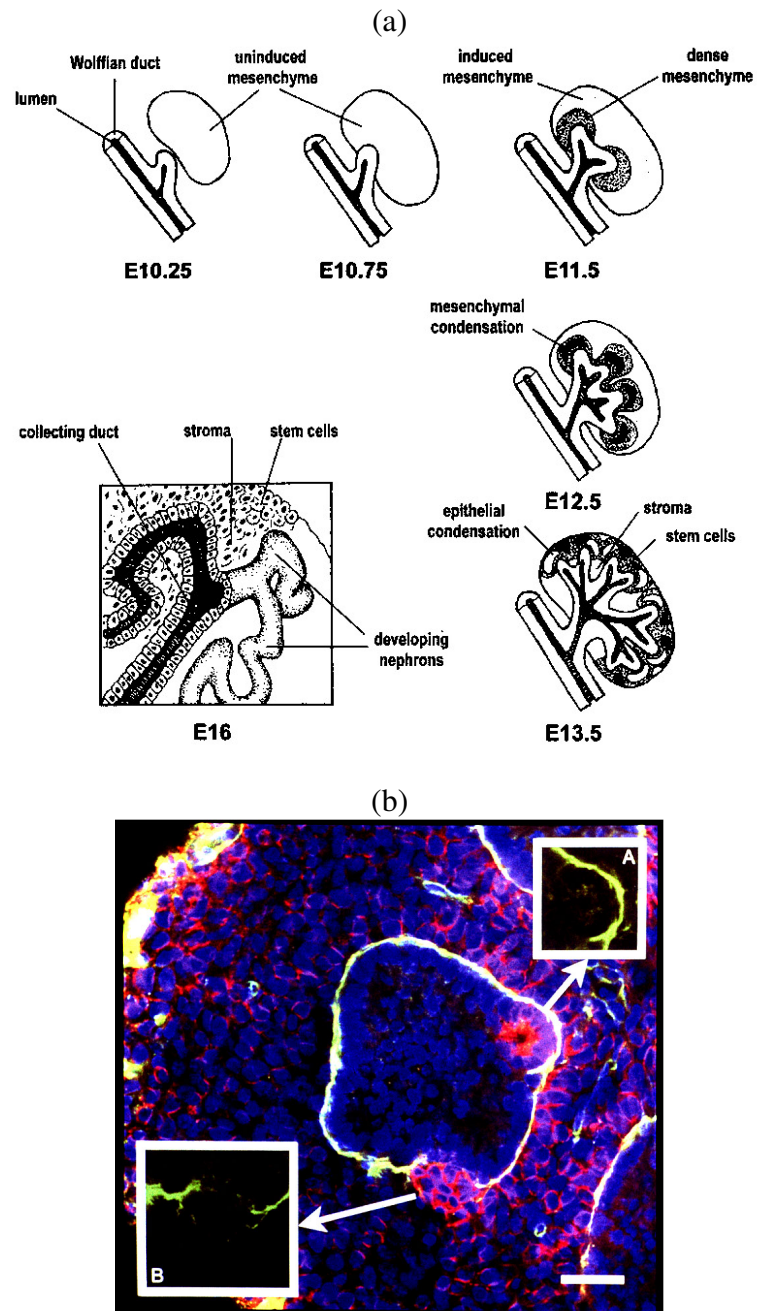 (a)
Wolffian duct
lumen
uninduced
mesenchyme
induced
mesenchyme
dense
mesenchyme
E10.25
E10.75
E11.5
mesenchymal
condensation
E12.5
collecting duct
stroma
stem cells
developing
nephrons
E16
epithelial
condensation
stroma
stem cells
E13.5
(b)
A
B